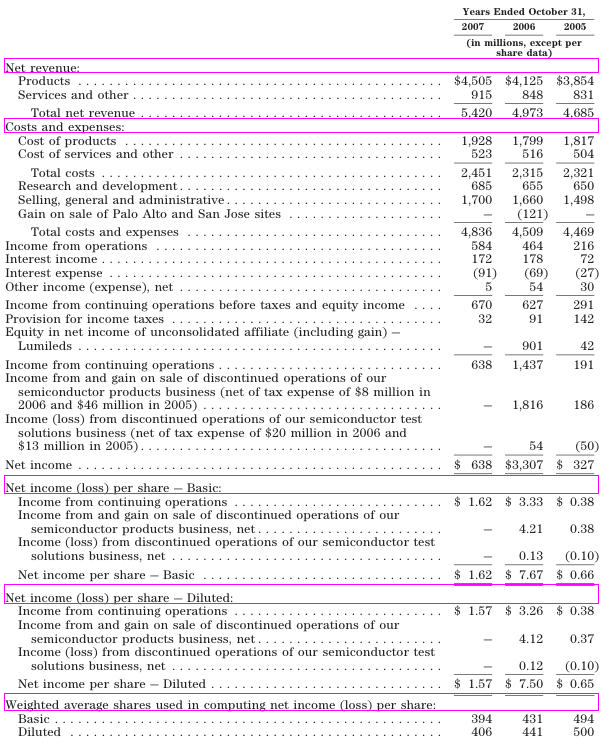 Years Ended October 31,
2007 2006 2005
(in millions, except per
share data)
Net revenue:
Products $4,505 $4,125 $3,854
Services and other 915 848 831
Total net revenue 5,420 4,973 4,685
Costs and expenses:
Cost of products 1,928 1,799 1,817
Cost of services and other 523 516 504
Total costs 2,451 2,315 2,321
Research and development 685 655 650
Selling, general and administrative 1,700 1,660 1,498
Gain on sale of Palo Alto and San Jose sites — (121) —
Total costs and expenses 4,836 4,509 4,469
Income from operations 584 464 216
Interest income 172 178 72
Interest expense (91) (69) (27)
Other income (expense), net 5 54 30
Income from continuing operations before taxes and equity income 670 627 291
Provision for income taxes 32 91 142
Equity in net income of unconsolidated affiliate (including gain) —
Lumileds — 901 42
Income from continuing operations 638 1,437 191
Income from and gain on sale of discontinued operations of our
semiconductor products business (net of tax expense of $8 million in
2006 and $46 million in 2005) — 1,816 186
Income (loss) from discontinued operations of our semiconductor test
solutions business (net of tax expense of $20 million in 2006 and
$13 million in 2005) — 54 (50)
Net income $ 638 $3,307 $ 327
Net income (loss) per share — Basic:
Income from continuing operations $ 1.62 $ 3.33 $ 0.38
Income from and gain on sale of discontinued operations of our
semiconductor products business, net — 4.21 0.38
Income (loss) from discontinued operations of our semiconductor test
solutions business, net — 0.13 (0.10)
Net income per share — Basic $ 1.62 $ 7.67 $ 0.66
Net income (loss) per share — Diluted:
Income from continuing operations $ 1.57 $ 3.26 $ 0.38
Income from and gain on sale of discontinued operations of our
semiconductor products business, net — 4.12 0.37
Income (loss) from discontinued operations of our semiconductor test
solutions business, net — 0.12 (0.10)
Net income per share — Diluted $ 1.57 $ 7.50 $ 0.65
Weighted average shares used in computing net income (loss) per share:
Basic 394 431 494
Diluted 406 441 500